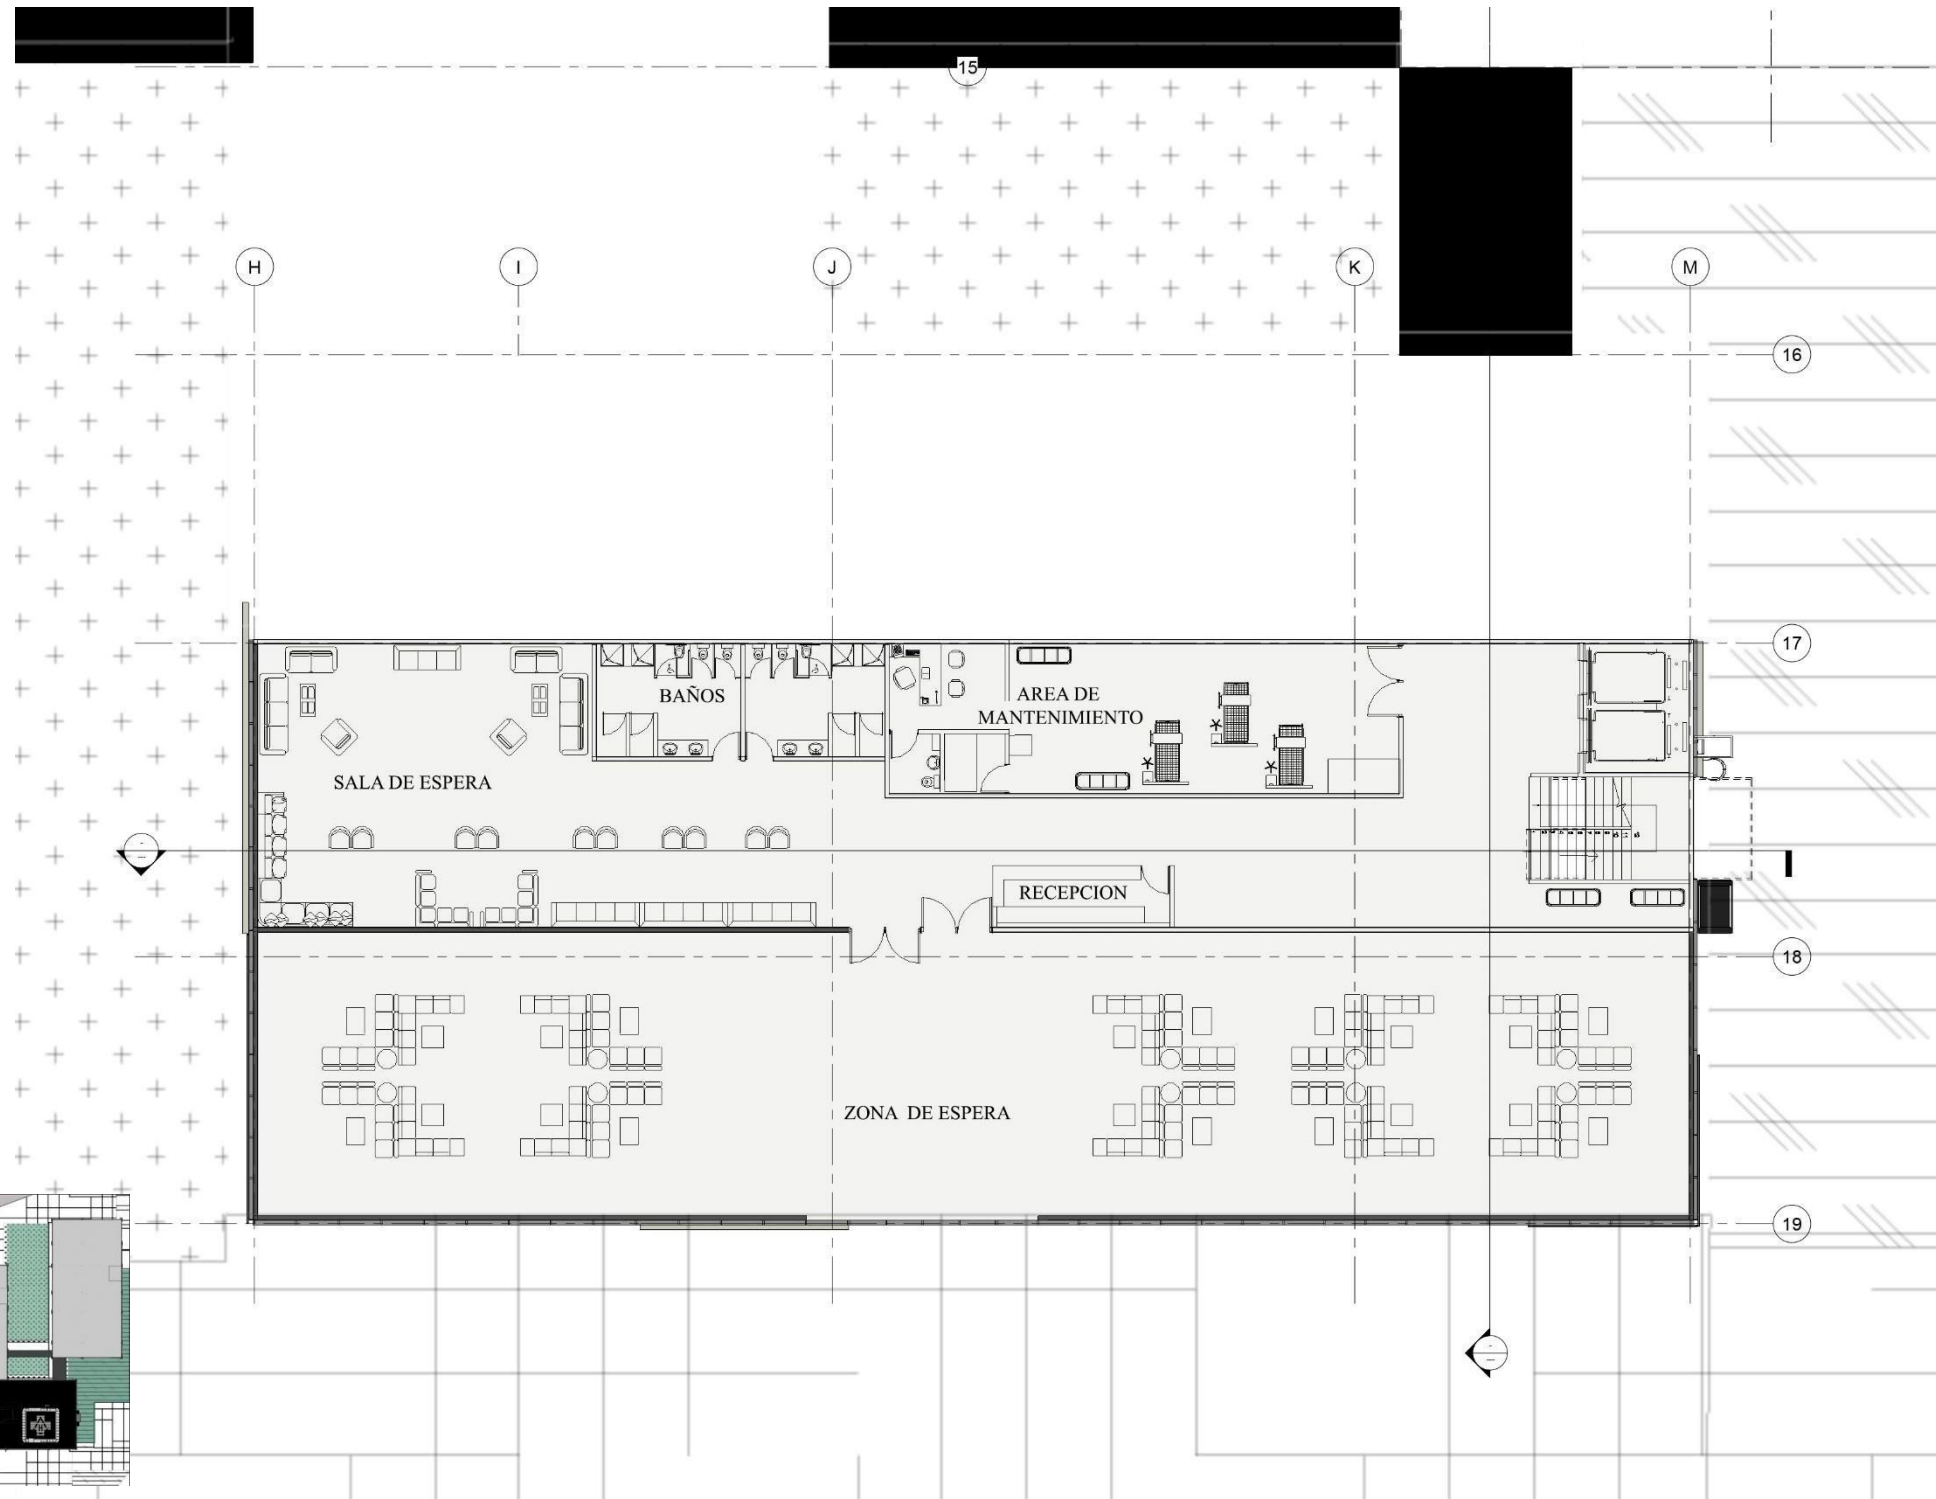 15
H
I
J
K
M
16
17
BAÑOS
AREA DE
MANTENIMIENTO
SALA DE ESPERA
RECEPCION
18
ZONA DE ESPERA
19